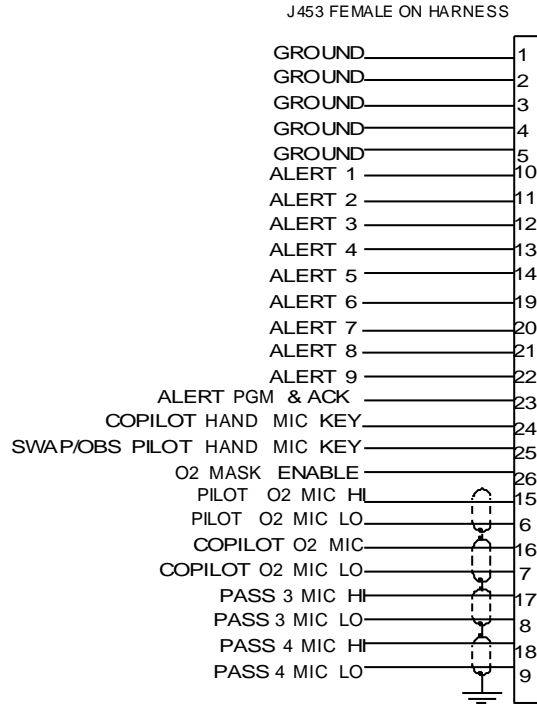 J453 FEMALE ON HARNESS
GROUND 1
GROUND 2
GROUND 3
GROUND 4
GROUND 5
ALERT 1 10
ALERT 2 11
ALERT 3 12
ALERT 4 13
ALERT 5 14
ALERT 6 19
ALERT 7 20
ALERT 8 21
ALERT 9 22
ALERT PGM & ACK 23
COPILOT HAND MIC KEY 24
SWAP/OBS PILOT HAND MIC KEY 25
O2 MASK ENABLE 26
PILOT O2 MIC HI 15
PILOT O2 MIC LO 6
COPILOT O2 MIC 16
COPILOT O2 MIC LO 7
PASS 3 MIC HI 17
PASS 3 MIC LO 8
PASS 4 MIC HI 18
PASS 4 MIC LO 9